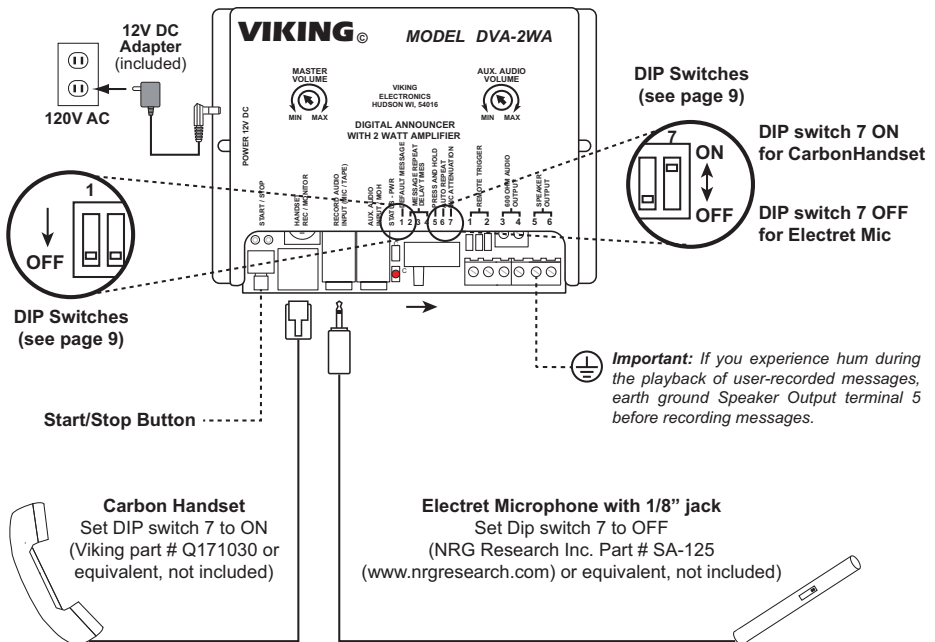 VIKING©
MODEL DVA-2WA
12V DC
Adapter
(included)
120V AC
MASTER
VOLUME
MIN MAX
VIKING
ELECTRONICS
HUDSON WI, 54016
DIGITAL ANNOUNCER
WITH 2 WATT AMPLIFIER
AUX. AUDIO
VOLUME
MIN MAX
POWER 12V DC
START / STOP
HANDSET
REC / MONITOR
RECORD AUDIO
INPUT (MIC / TAPE)
AUX. AUDIO
INPUT / MOH
STATUS - PWR
DEFAULT MESSAGE
MESSAGE REPEAT
DELAY TIMES
PRESS AND HOLD
AUTO REPEAT
MIC ATTENUATION
REMOTE TRIGGER
600 OHM AUDIO
OUTPUT
SPEAKER
OUTPUT
1 2 3 4 5 6 7
1 2 3 4 5 6
C
1
OFF
DIP Switches
(see page 9)
DIP Switches
(see page 9)
7
ON
OFF
DIP switch 7 ON
for CarbonHandset
DIP switch 7 OFF
for Electret Mic
Start/Stop Button
Important: If you experience hum during
the playback of user-recorded messages,
earth ground Speaker Output terminal 5
before recording messages.
Carbon Handset
Set DIP switch 7 to ON
(Viking part # Q171030 or
equivalent, not included)
Electret Microphone with 1/8” jack
Set Dip switch 7 to OFF
(NRG Research Inc. Part # SA-125
(www.nrgresearch.com) or equivalent, not included)